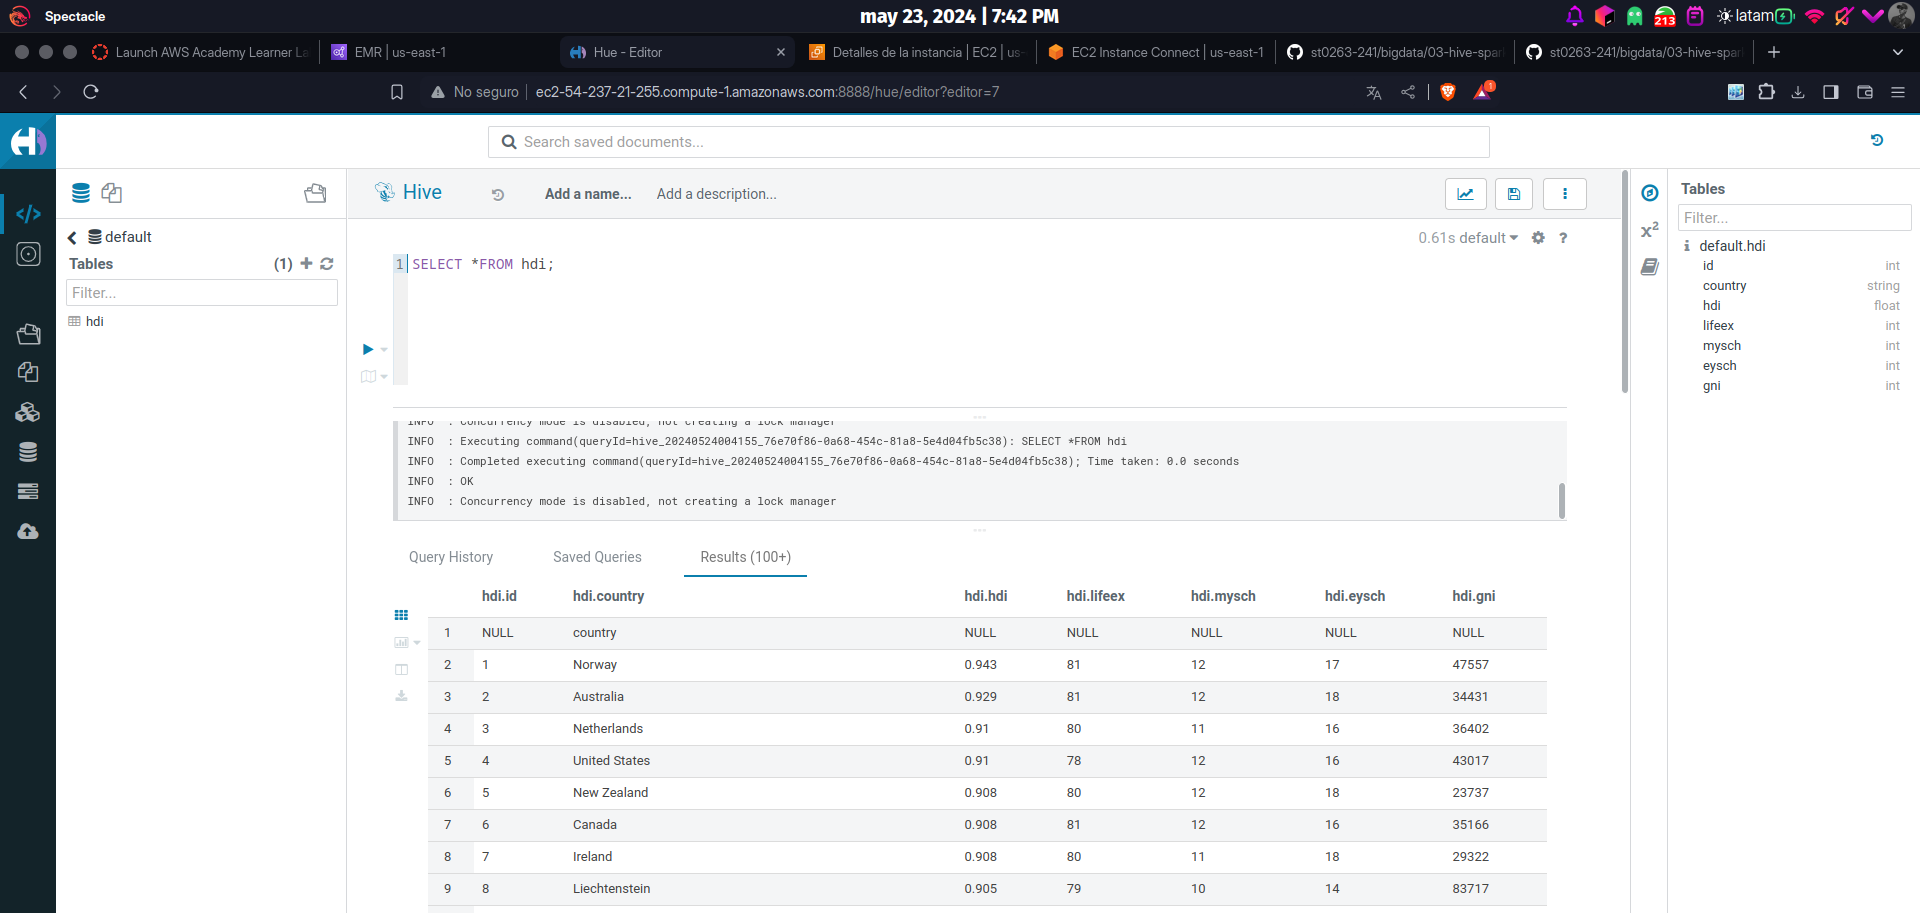 Spectacle
may 23, 2024 | 7:42 PM
213
latam
Launch AWS Academy Learner La
EMR | us-east-1
Hue - Editor
Detalles de la instancia | EC2 | us-
EC2 Instance Connect | us-east-1
st0263-241/bigdata/03-hive-spar
st0263-241/bigdata/03-hive-spar
No seguro
ec2-54-237-21-255.compute-1.amazonaws.com:8888/hue/editor?editor=7
1
Search saved documents...
default
Tables
(1)
Filter...
hdi
Hive
Add a name...
Add a description...
0.61s default
?
1
SELECT *FROM hdi;
INFO  : Concurrency mode is disabled, not creating a lock manager
INFO  : Executing command(queryId=hive_20240524004155_76e70f86-0a68-454c-81a8-5e4d04fb5c38): SELECT *FROM hdi
INFO  : Completed executing command(queryId=hive_20240524004155_76e70f86-0a68-454c-81a8-5e4d04fb5c38); Time taken: 0.0 seconds
INFO  : OK
INFO  : Concurrency mode is disabled, not creating a lock manager
Query History
Saved Queries
Results (100+)
hdi.id hdi.country hdi.hdi hdi.lifeex hdi.mysch hdi.eysch hdi.gni
1 NULL country NULL NULL NULL NULL NULL
2 1 Norway 0.943 81 12 17 47557
3 2 Australia 0.929 81 12 18 34431
4 3 Netherlands 0.91 80 11 16 36402
5 4 United States 0.91 78 12 16 43017
6 5 New Zealand 0.908 80 12 18 23737
7 6 Canada 0.908 81 12 16 35166
8 7 Ireland 0.908 80 11 18 29322
9 8 Liechtenstein 0.905 79 10 14 83717
x²
Tables
Filter...
default.hdi
id int
country string
hdi float
lifeex int
mysch int
eysch int
gni int